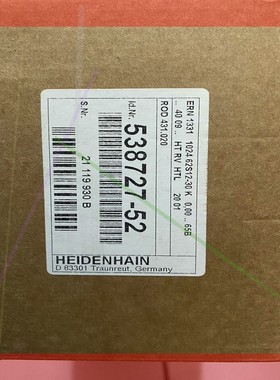 ERN 1331 1024 62S12-30 K 0,00 .. 65B
.. 40 09 .. HT RV HTL 20 01
ROD 431.020
Id.Nr. 538727-52
S.Nr. 21 119 930 B
HEIDENHAIN
D 83301 Traunreut, Germany